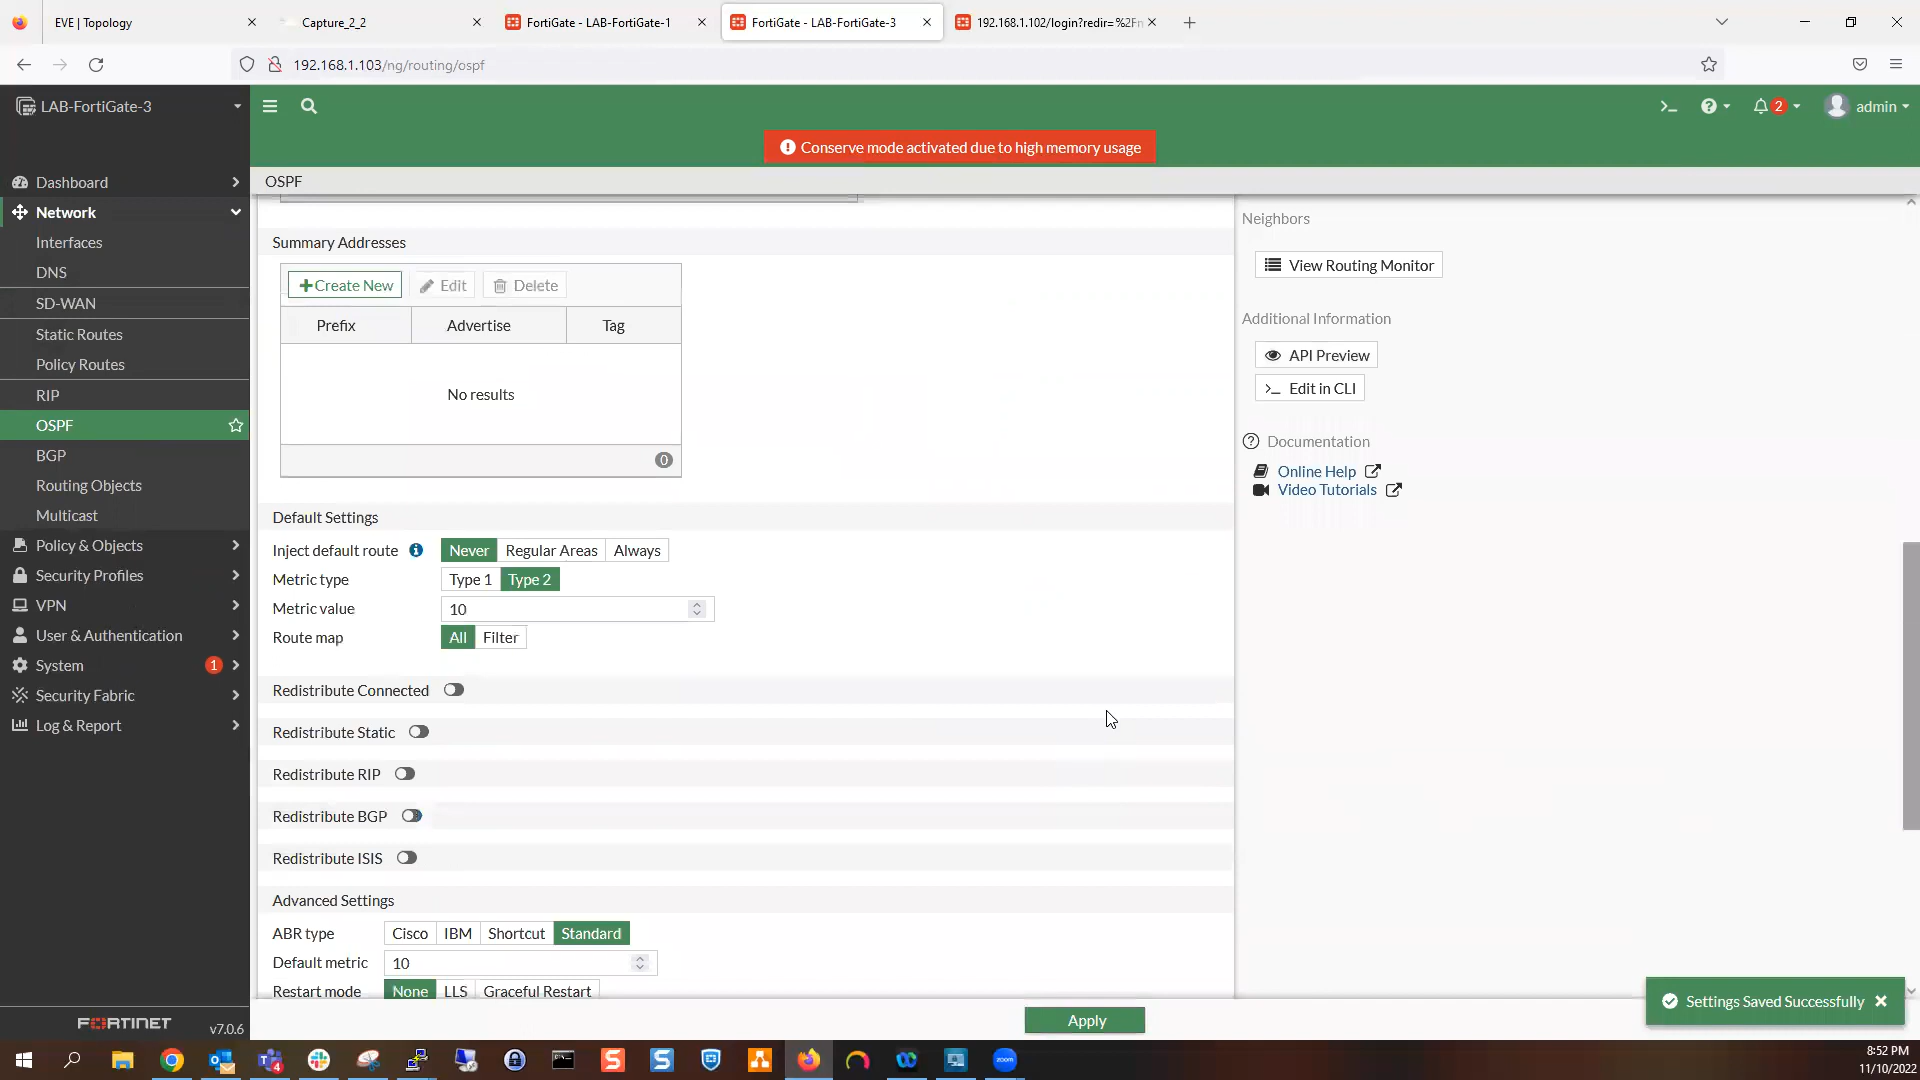 EVE | Topology
Capture_2_2
FortiGate - LAB-FortiGate-1
FortiGate - LAB-FortiGate-3
192.168.1.102/login?redir=%2Fn
192.168.1.103/ng/routing/ospf
LAB-FortiGate-3
2
admin
Conserve mode activated due to high memory usage
OSPF
Dashboard
Network
Interfaces
DNS
SD-WAN
Static Routes
Policy Routes
RIP
OSPF
BGP
Routing Objects
Multicast
Policy & Objects
Security Profiles
VPN
User & Authentication
System 1
Security Fabric
Log & Report
FORTINET v7.0.6
Summary Addresses
Create New Edit Delete
Prefix Advertise Tag
No results
0
Default Settings
Inject default route Never Regular Areas Always
Metric type Type 1 Type 2
Metric value 10
Route map All Filter
Redistribute Connected
Redistribute Static
Redistribute RIP
Redistribute BGP
Redistribute ISIS
Advanced Settings
ABR type Cisco IBM Shortcut Standard
Default metric 10
Restart mode None LLS Graceful Restart
Apply
Neighbors
View Routing Monitor
Additional Information
API Preview
Edit in CLI
Documentation
Online Help
Video Tutorials
Settings Saved Successfully
4
zoom
8:52 PM
11/10/2022